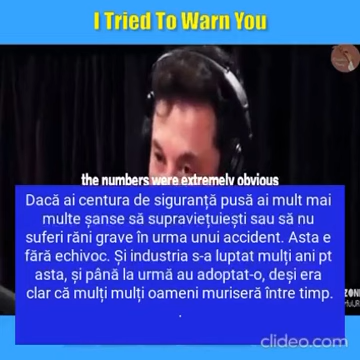 I Tried To Warn You
the numbers were extremely obvious
Dacă ai centura de siguranță pusă ai mult mai
multe șanse să supraviețuiești sau să nu
suferi răni grave în urma unui accident. Asta e
fără echivoc. Și industria s-a luptat mulți ani pt
asta, și până la urmă au adoptat-o, deși era
clar că mulți mulți oameni muriseră între timp.
.
clideo.com